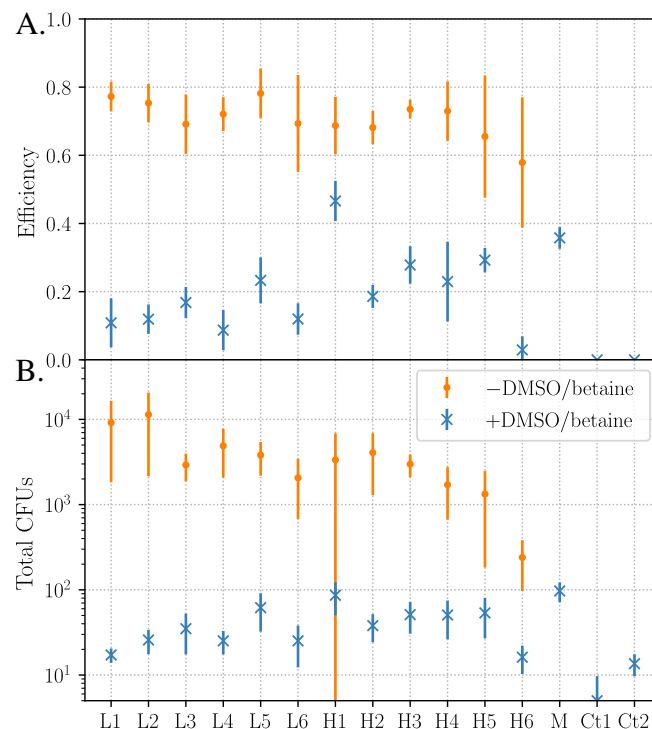 A.
1.0
0.8
0.6
0.4
0.2
0.0
Efficiency
B.
−DMSO/betaine
+DMSO/betaine
10⁴
10³
10²
10¹
Total CFUs
L1 L2 L3 L4 L5 L6 H1 H2 H3 H4 H5 H6 M Ct1 Ct2